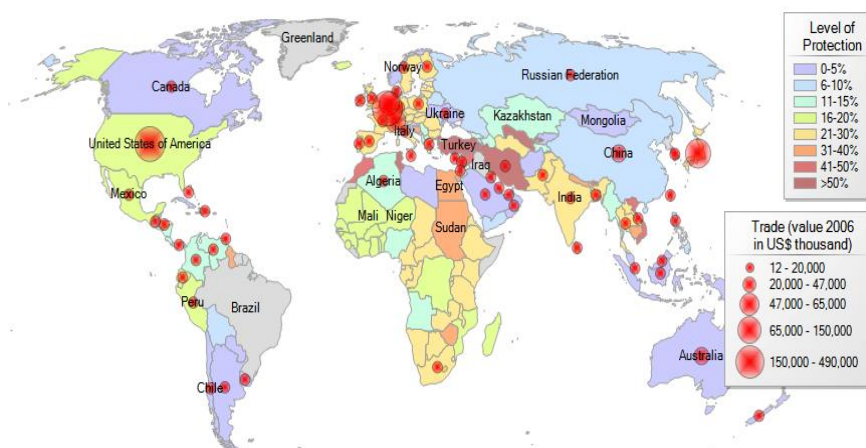 Greenland
Norway
Russian Federation
Canada
Ukraine
Kazakhstan
Mongolia
United States of America
Italy
Turkey
Iraq
China
Mexico
Algeria
Egypt
India
Mali
Niger
Sudan
Peru
Brazil
Chile
Australia
Level of
Protection
0-5%
6-10%
11-15%
16-20%
21-30%
31-40%
41-50%
>50%
Trade (value 2006
in US$ thousand)
12 - 20,000
20,000 - 47,000
47,000 - 65,000
65,000 - 150,000
150,000 - 490,000